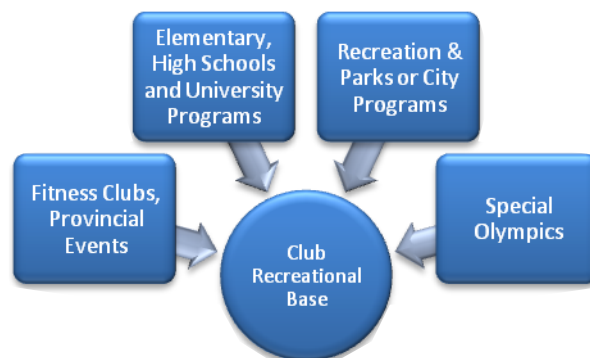 Elementary,
High Schools
and University
Programs
Recreation &
Parks or City
Programs
Fitness Clubs,
Provincial
Events
Special
Olympics
Club
Recreational
Base